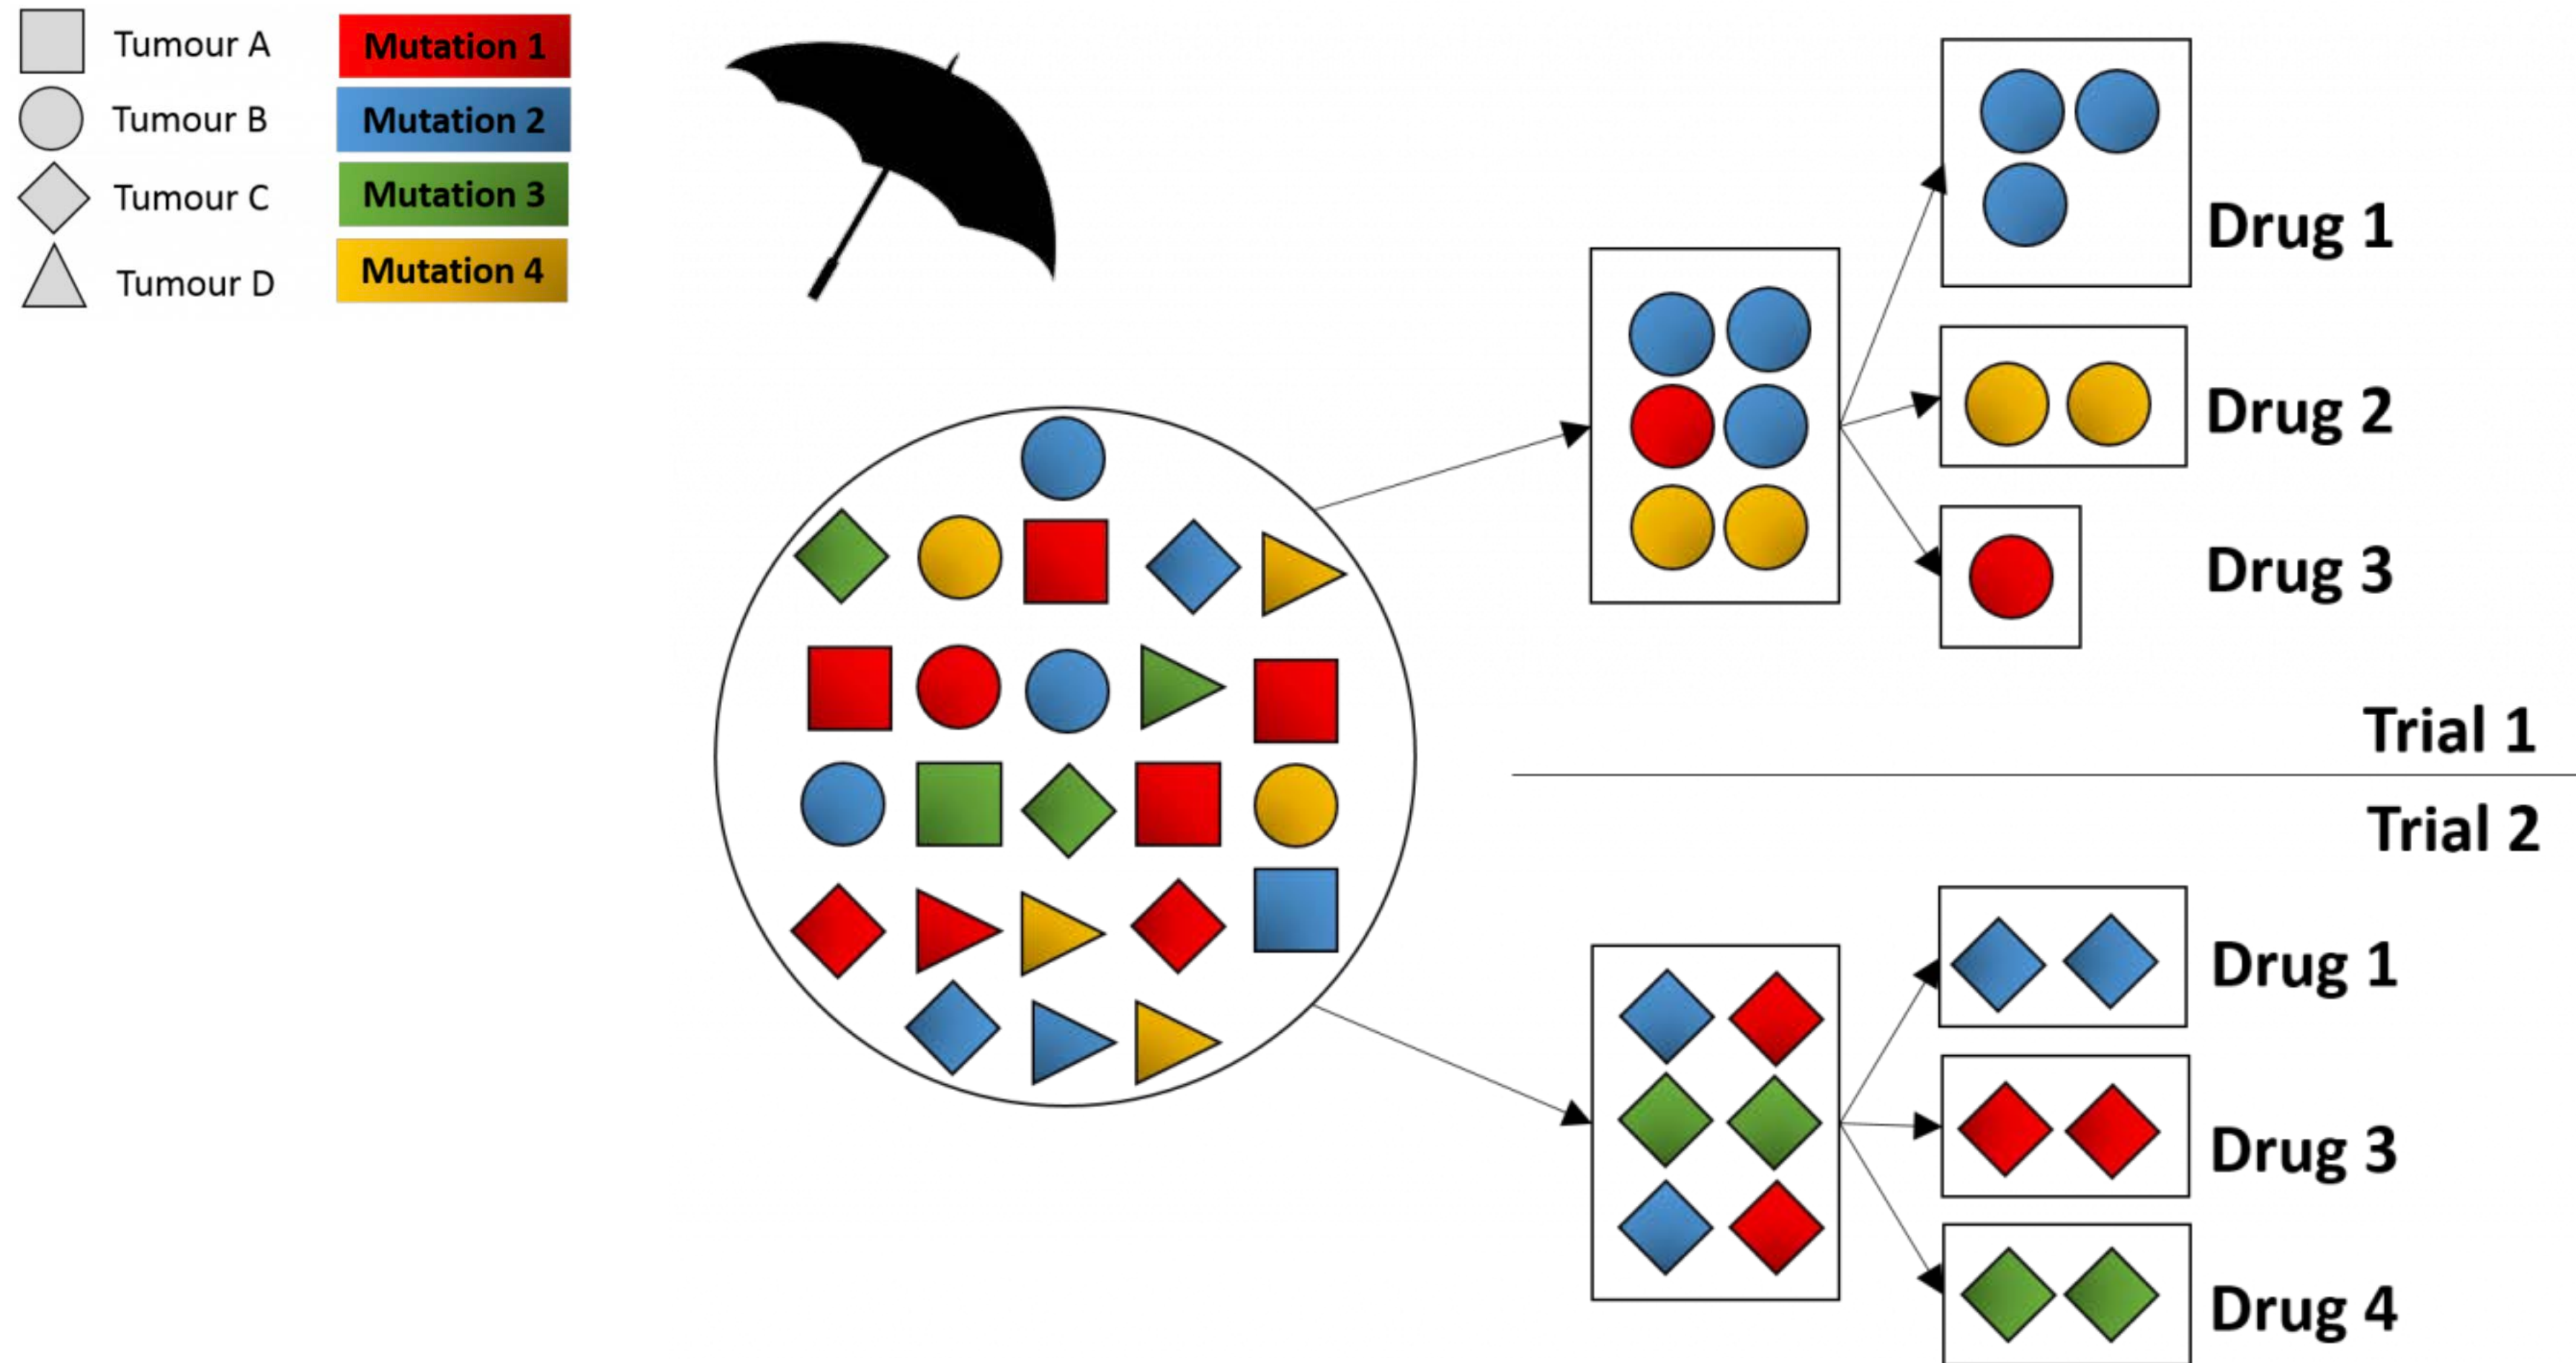 Tumour A
Mutation 1
Tumour B
Mutation 2
Tumour C
Mutation 3
Tumour D
Mutation 4
Drug 1
Drug 2
Drug 3
Trial 1
Trial 2
Drug 1
Drug 3
Drug 4